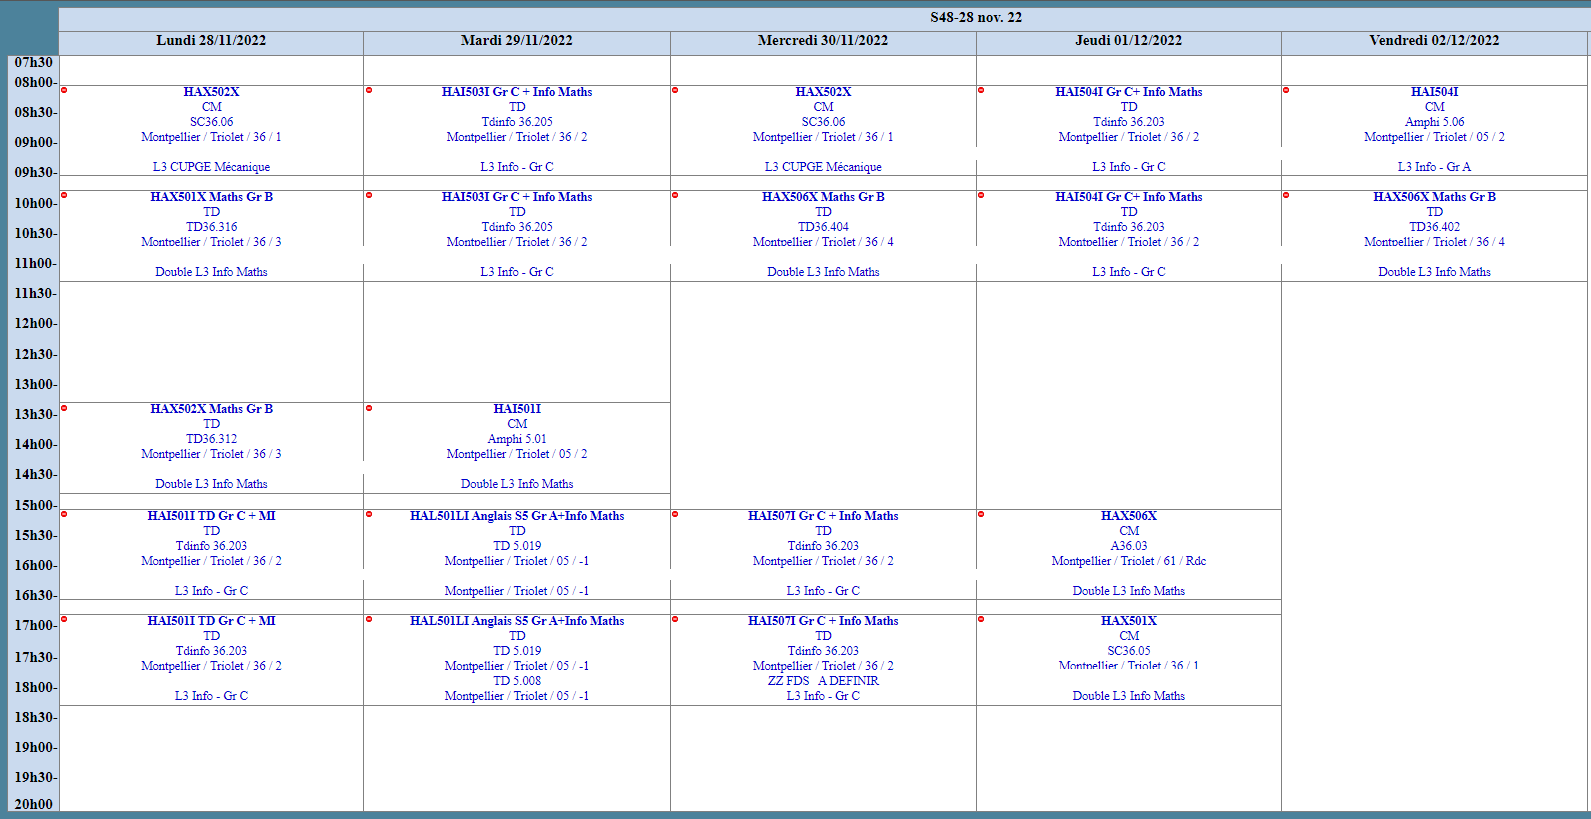 S48-28 nov. 22
Lundi 28/11/2022
Mardi 29/11/2022
Mercredi 30/11/2022
Jeudi 01/12/2022
Vendredi 02/12/2022
07h30
08h00-
08h30-
09h00-
09h30-
10h00-
10h30-
11h00-
11h30-
12h00-
12h30-
13h00-
13h30-
14h00-
14h30-
15h00-
15h30-
16h00-
16h30-
17h00-
17h30-
18h00-
18h30-
19h00-
19h30-
20h00
HAX502X
CM
SC36.06
Montpellier / Triolet / 36 / 1
L3 CUPGE Mécanique
HAI503I Gr C + Info Maths
TD
Tdinfo 36.205
Montpellier / Triolet / 36 / 2
L3 Info - Gr C
HAX502X
CM
SC36.06
Montpellier / Triolet / 36 / 1
L3 CUPGE Mécanique
HAI504I Gr C+ Info Maths
TD
Tdinfo 36.203
Montpellier / Triolet / 36 / 2
L3 Info - Gr C
HAI504I
CM
Amphi 5.06
Montpellier / Triolet / 05 / 2
L3 Info - Gr A
HAX501X Maths Gr B
TD
TD36.316
Montpellier / Triolet / 36 / 3
Double L3 Info Maths
HAI503I Gr C + Info Maths
TD
Tdinfo 36.205
Montpellier / Triolet / 36 / 2
L3 Info - Gr C
HAX506X Maths Gr B
TD
TD36.404
Montpellier / Triolet / 36 / 4
Double L3 Info Maths
HAI504I Gr C+ Info Maths
TD
Tdinfo 36.203
Montpellier / Triolet / 36 / 2
L3 Info - Gr C
HAX506X Maths Gr B
TD
TD36.402
Montpellier / Triolet / 36 / 4
Double L3 Info Maths
HAX502X Maths Gr B
TD
TD36.312
Montpellier / Triolet / 36 / 3
Double L3 Info Maths
HAI501I
CM
Amphi 5.01
Montpellier / Triolet / 05 / 2
Double L3 Info Maths
HAI501I TD Gr C + MI
TD
Tdinfo 36.203
Montpellier / Triolet / 36 / 2
L3 Info - Gr C
HAL501LI Anglais S5 Gr A+Info Maths
TD
TD 5.019
Montpellier / Triolet / 05 / -1
Montpellier / Triolet / 05 / -1
HAI507I Gr C + Info Maths
TD
Tdinfo 36.203
Montpellier / Triolet / 36 / 2
L3 Info - Gr C
HAX506X
CM
A36.03
Montpellier / Triolet / 61 / Rdc
Double L3 Info Maths
HAI501I TD Gr C + MI
TD
Tdinfo 36.203
Montpellier / Triolet / 36 / 2
L3 Info - Gr C
HAL501LI Anglais S5 Gr A+Info Maths
TD
TD 5.019
Montpellier / Triolet / 05 / -1
TD 5.008
Montpellier / Triolet / 05 / -1
HAI507I Gr C + Info Maths
TD
Tdinfo 36.203
Montpellier / Triolet / 36 / 2
ZZ FDS A DEFINIR
L3 Info - Gr C
HAX501X
CM
SC36.05
Montpellier / Triolet / 36 / 1
Double L3 Info Maths